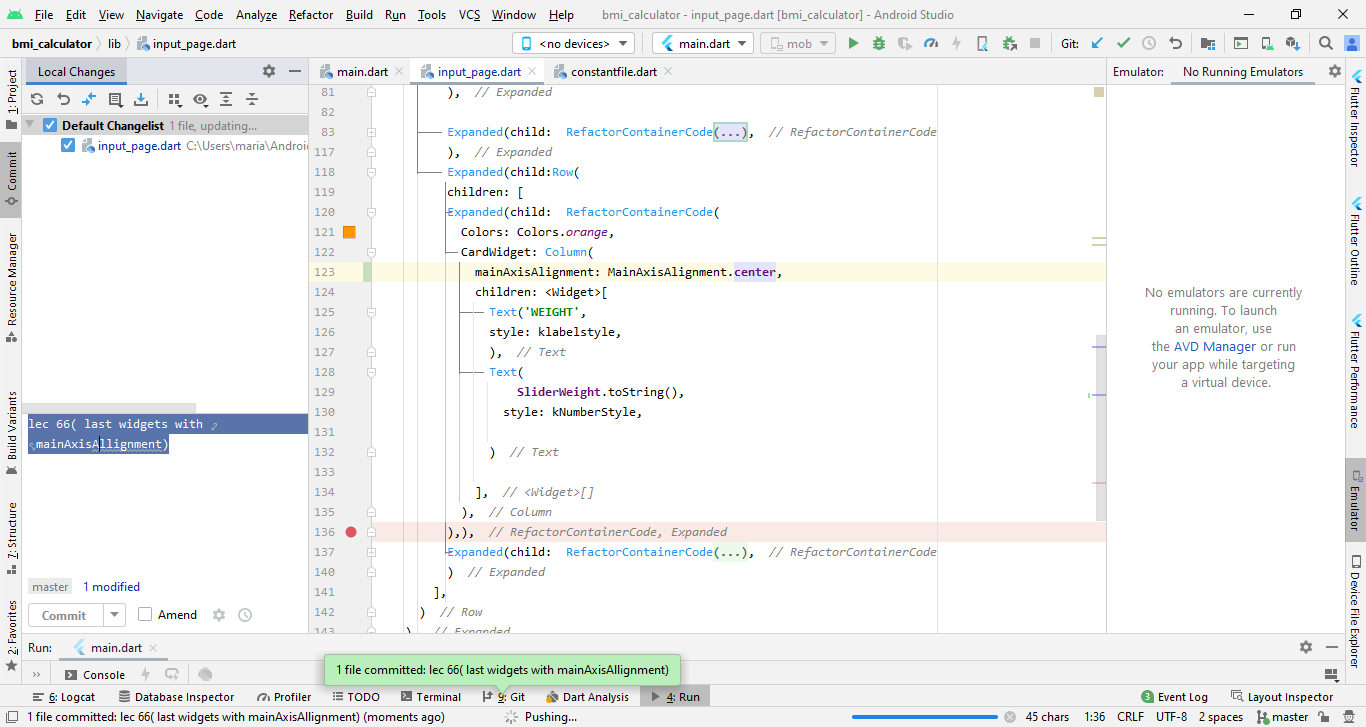 File Edit View Navigate Code Analyze Refactor Build Run Tools VCS Window Help bmi_calculator - input_page.dart [bmi_calculator] - Android Studio
bmi_calculator lib input_page.dart <no devices> main.dart mob Git:
1: Project
Commit
Resource Manager
Build Variants
7: Structure
2: Favorites
Local Changes
Default Changelist 1 file, updating...
input_page.dart C:\Users\maria\Androi
lec 66( last widgets with
mainAxisAllignment)
master 1 modified
Commit Amend
main.dart input_page.dart constantfile.dart
81 ), // Expanded
82
83 Expanded(child: RefactorContainerCode(...), // RefactorContainerCode
117 ), // Expanded
118 Expanded(child:Row(
119 children: [
120 Expanded(child: RefactorContainerCode(
121 Colors: Colors.orange,
122 CardWidget: Column(
123 mainAxisAlignment: MainAxisAlignment.center,
124 children: <Widget>[
125 Text('WEIGHT',
126 style: klabelstyle,
127 ), // Text
128 Text(
129 SliderWeight.toString(),
130 style: kNumberStyle,
131
132 ) // Text
133
134 ], // <Widget>[]
135 ), // Column
136 ),), // RefactorContainerCode, Expanded
137 Expanded(child: RefactorContainerCode(...), // RefactorContainerCode
140 ) // Expanded
141 ],
142 ) // Row
143 ) // Expanded
Emulator: No Running Emulators
No emulators are currently
running. To launch
an emulator, use
the AVD Manager or run
your app while targeting
a virtual device.
Flutter Inspector
Flutter Outline
Flutter Performance
Emulator
Device File Explorer
Run: main.dart
Console
1 file committed: lec 66( last widgets with mainAxisAllignment)
6: Logcat Database Inspector Profiler TODO Terminal 9: Git Dart Analysis 4: Run 3 Event Log Layout Inspector
1 file committed: lec 66( last widgets with mainAxisAllignment) (moments ago) Pushing... 45 chars 1:36 CRLF UTF-8 2 spaces master